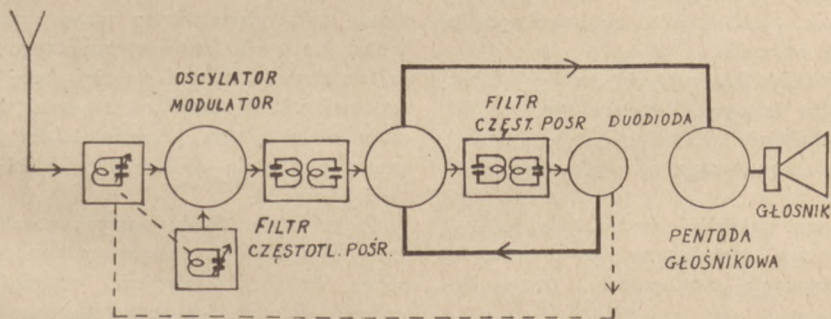 OSCYLATOR
MODULATOR
FILTR
CZĘST. POSR
DUODIODA
FILTR
CZĘSTOTL. POŚR.
GŁOSNIK
PENTODA
GŁOŚNIKOWA